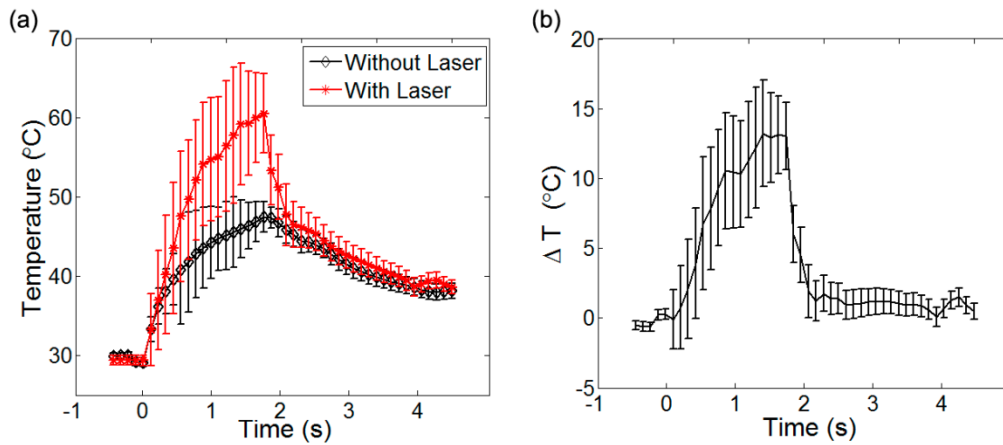 (a)
70
60
50
40
30
Temperature (°C)
-1 0 1 2 3 4
Time (s)
Without Laser
With Laser
(b)
20
15
10
5
0
-5
Δ T (°C)
-1 0 1 2 3 4
Time (s)